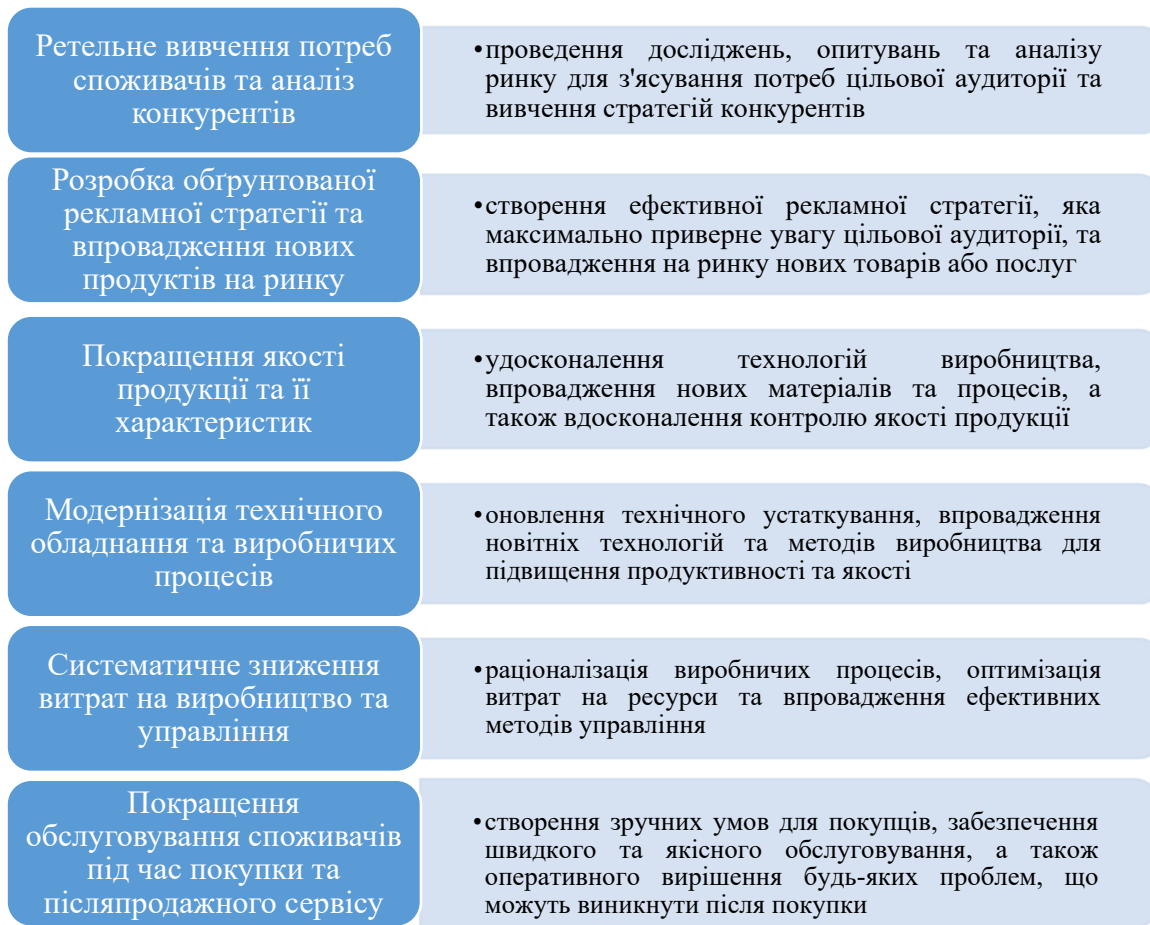 Ретельне вивчення потреб
споживачів та аналіз
конкурентів
•проведення досліджень, опитувань та аналізу
ринку для з'ясування потреб цільової аудиторії та
вивчення стратегій конкурентів
Розробка обґрунтованої
рекламної стратегії та
впровадження нових
продуктів на ринку
•створення ефективної рекламної стратегії, яка
максимально приверне увагу цільової аудиторії, та
впровадження на ринку нових товарів або послуг
Покращення якості
продукції та її
характеристик
•удосконалення технологій виробництва,
впровадження нових матеріалів та процесів, а
також вдосконалення контролю якості продукції
Модернізація технічного
обладнання та виробничих
процесів
•оновлення технічного устаткування, впровадження
новітніх технологій та методів виробництва для
підвищення продуктивності та якості
Систематичне зниження
витрат на виробництво та
управління
•раціоналізація виробничих процесів, оптимізація
витрат на ресурси та впровадження ефективних
методів управління
Покращення
обслуговування споживачів
під час покупки та
післяпродажного сервісу
•створення зручних умов для покупців, забезпечення
швидкого та якісного обслуговування, а також
оперативного вирішення будь-яких проблем, що
можуть виникнути після покупки